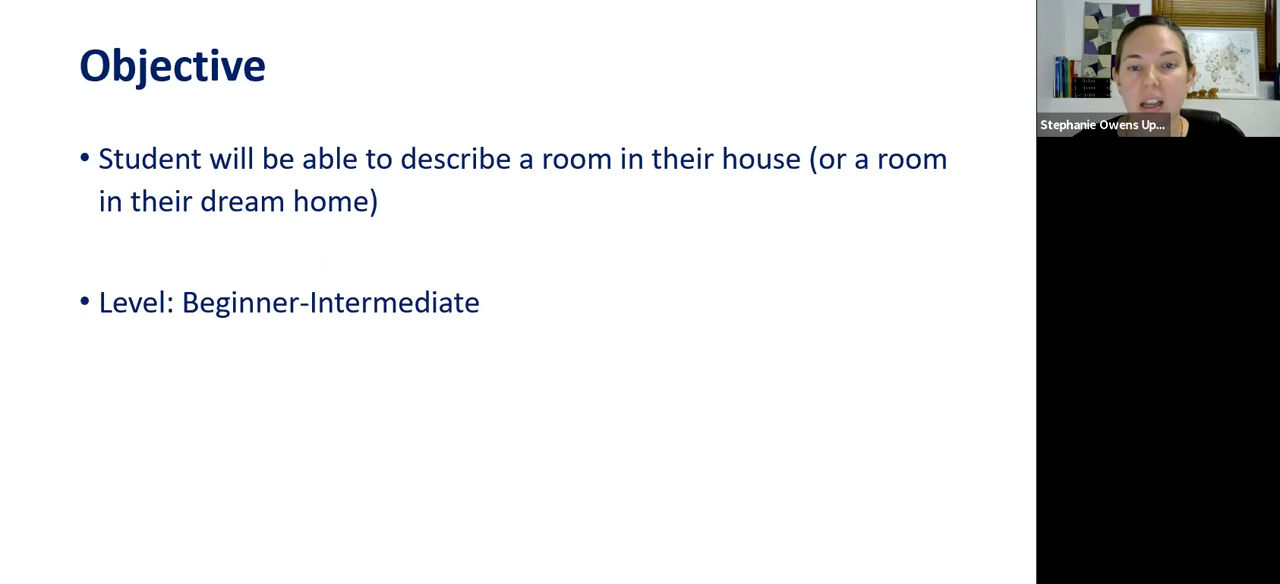 Objective
• Student will be able to describe a room in their house (or a room
in their dream home)
• Level: Beginner-Intermediate
Stephanie Owens Up...